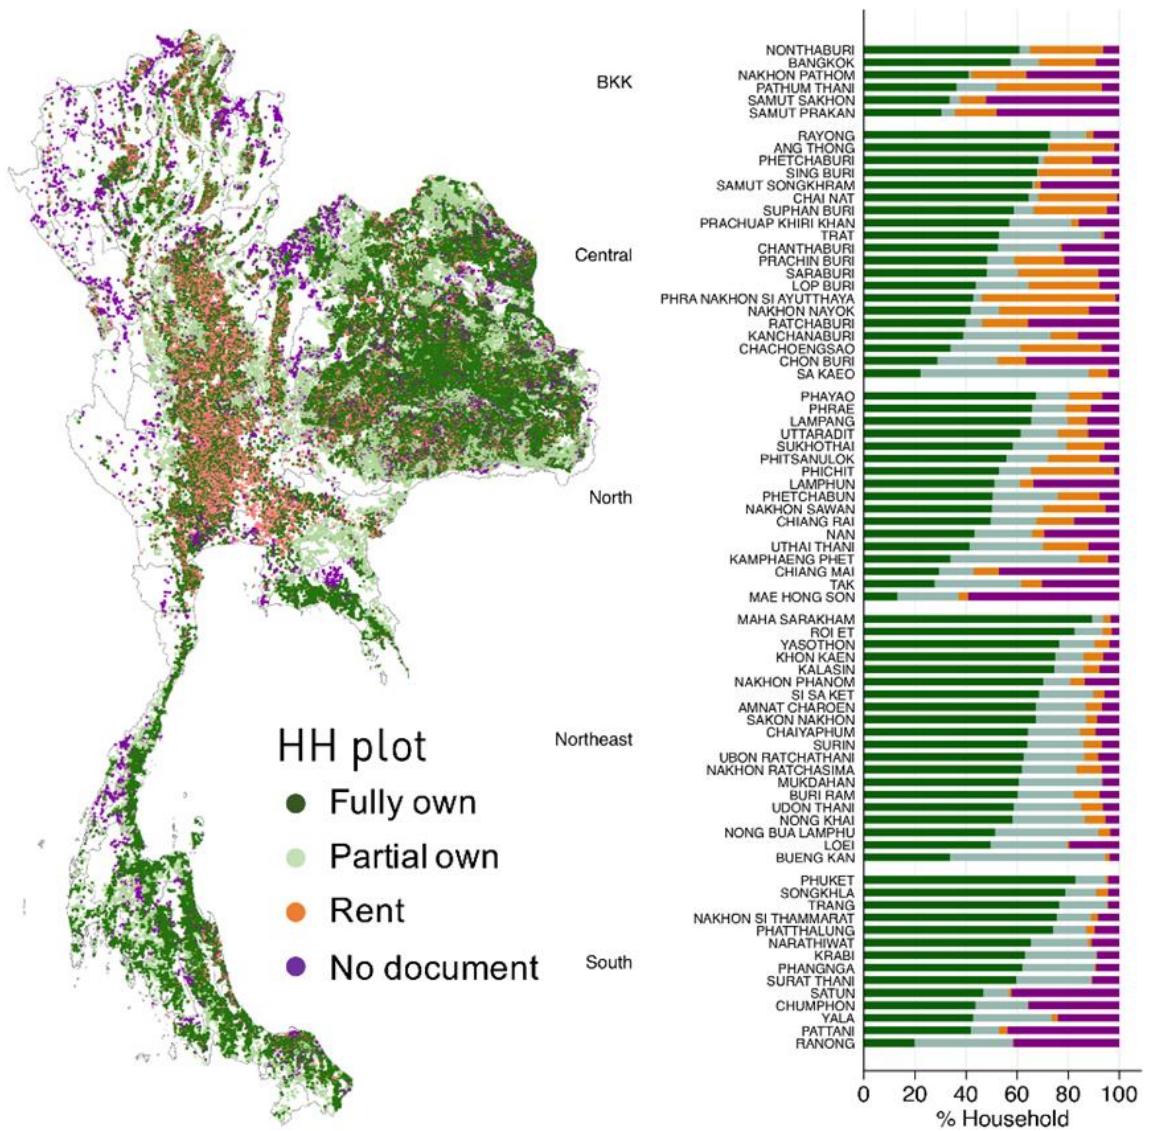 HH plot
Fully own
Partial own
Rent
No document
BKK
NONTHABURI
BANGKOK
NAKHON PATHOM
PATHUM THANI
SAMUT SAKHON
SAMUT PRAKAN
Central
RAYONG
ANG THONG
PHETCHABURI
SING BURI
SAMUT SONGKHRAM
CHAI NAT
SUPHAN BURI
PRACHUAP KHIRI KHAN
TRAT
CHANTHABURI
PRACHIN BURI
SARABURI
LOP BURI
PHRA NAKHON SI AYUTTHAYA
NAKHON NAYOK
RATCHABURI
KANCHANABURI
CHACHOENGSAO
CHON BURI
SA KAEO
North
PHAYAO
PHRAE
LAMPANG
UTTARADIT
SUKHOTHAI
PHITSANULOK
PHICHIT
LAMPHUN
PHETCHABUN
NAKHON SAWAN
CHIANG RAI
NAN
UTHAI THANI
KAMPHAENG PHET
CHIANG MAI
TAK
MAE HONG SON
Northeast
MAHA SARAKHAM
ROI ET
YASOTHON
KHON KAEN
KALASIN
NAKHON PHANOM
SI SA KET
AMNAT CHAROEN
SAKON NAKHON
CHAIYAPHUM
SURIN
UBON RATCHATHANI
NAKHON RATCHASIMA
MUKDAHAN
BURI RAM
UDON THANI
NONG KHAI
NONG BUA LAMPHU
LOEI
BUENG KAN
South
PHUKET
SONGKHLA
TRANG
NAKHON SI THAMMARAT
PHATTHALUNG
NARATHIWAT
KRABI
PHANGNGA
SURAT THANI
SATUN
CHUMPHON
YALA
PATTANI
RANONG
0 20 40 60 80 100
% Household